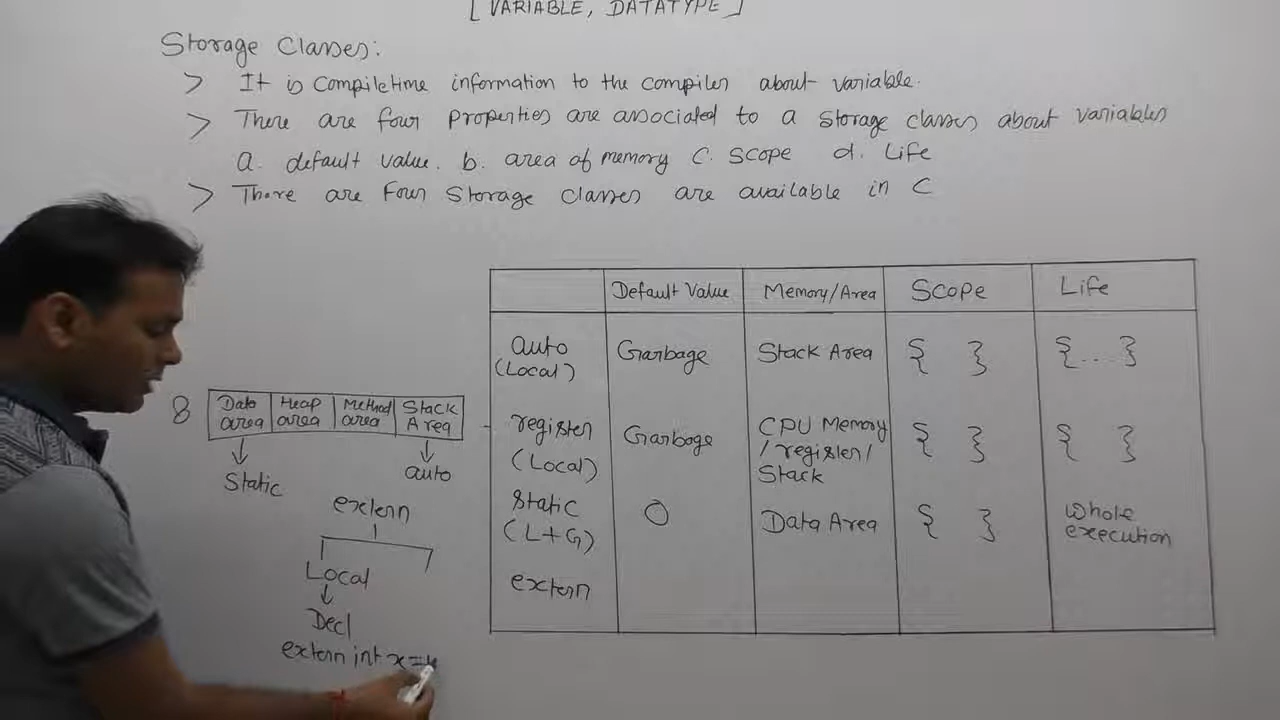 [VARIABLE, DATATYPE]
Storage Classes:
> It is Compiletime information to the compiler about variable.
> There are four properties are associated to a storage classes about variables
a. default value. b. area of memory c. scope d. Life
> There are Four Storage Classes are available in C
Default Value Memory/Area Scope Life
auto (Local) Garbage Stack Area { } {...}
register (Local) Garbage CPU Memory / register / Stack { } { }
Static (L+G) 0 Data Area { } whole execution
extern
8 Data area Heap area Method area Stack Area
Static auto
extern
Local
Decl
extern int x=